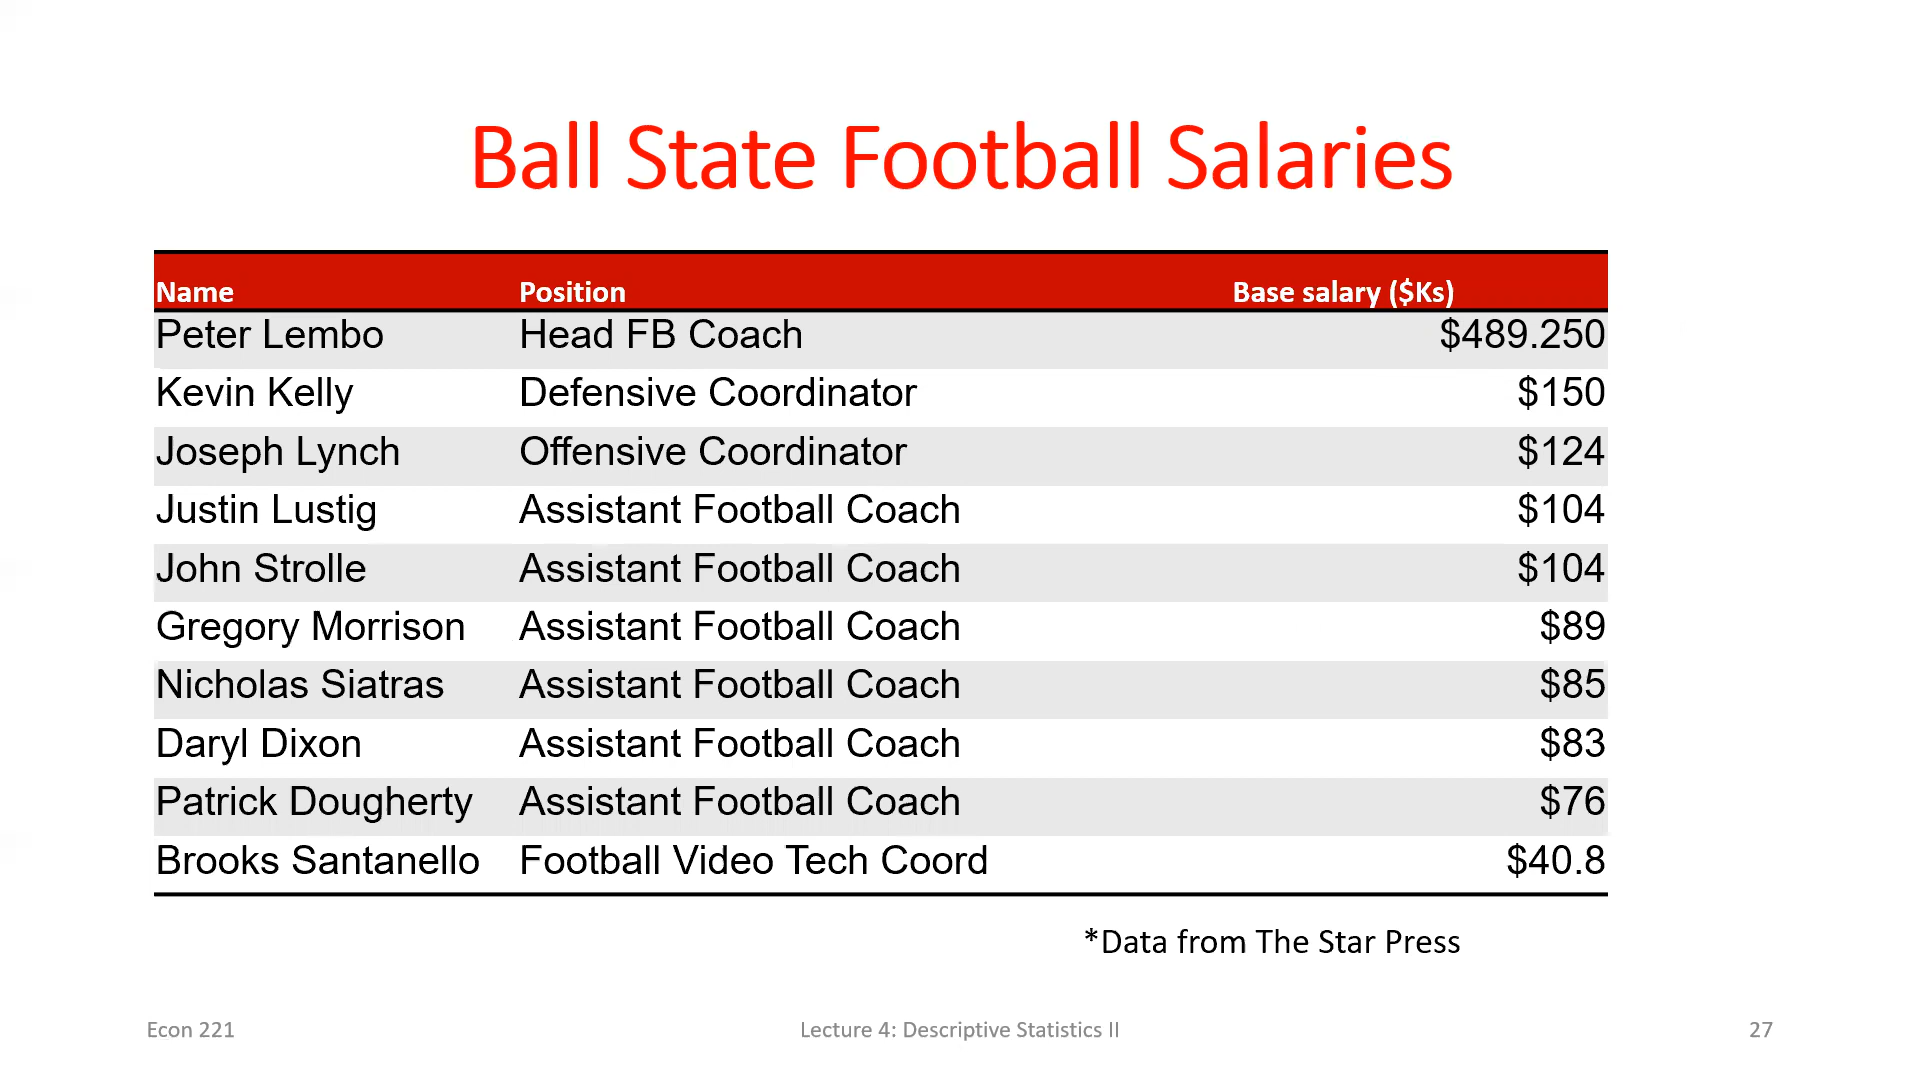 Ball State Football Salaries
Name Position Base salary ($Ks)
Peter Lembo Head FB Coach $489.250
Kevin Kelly Defensive Coordinator $150
Joseph Lynch Offensive Coordinator $124
Justin Lustig Assistant Football Coach $104
John Strolle Assistant Football Coach $104
Gregory Morrison Assistant Football Coach $89
Nicholas Siatras Assistant Football Coach $85
Daryl Dixon Assistant Football Coach $83
Patrick Dougherty Assistant Football Coach $76
Brooks Santanello Football Video Tech Coord $40.8
*Data from The Star Press
Econ 221 Lecture 4: Descriptive Statistics II 27